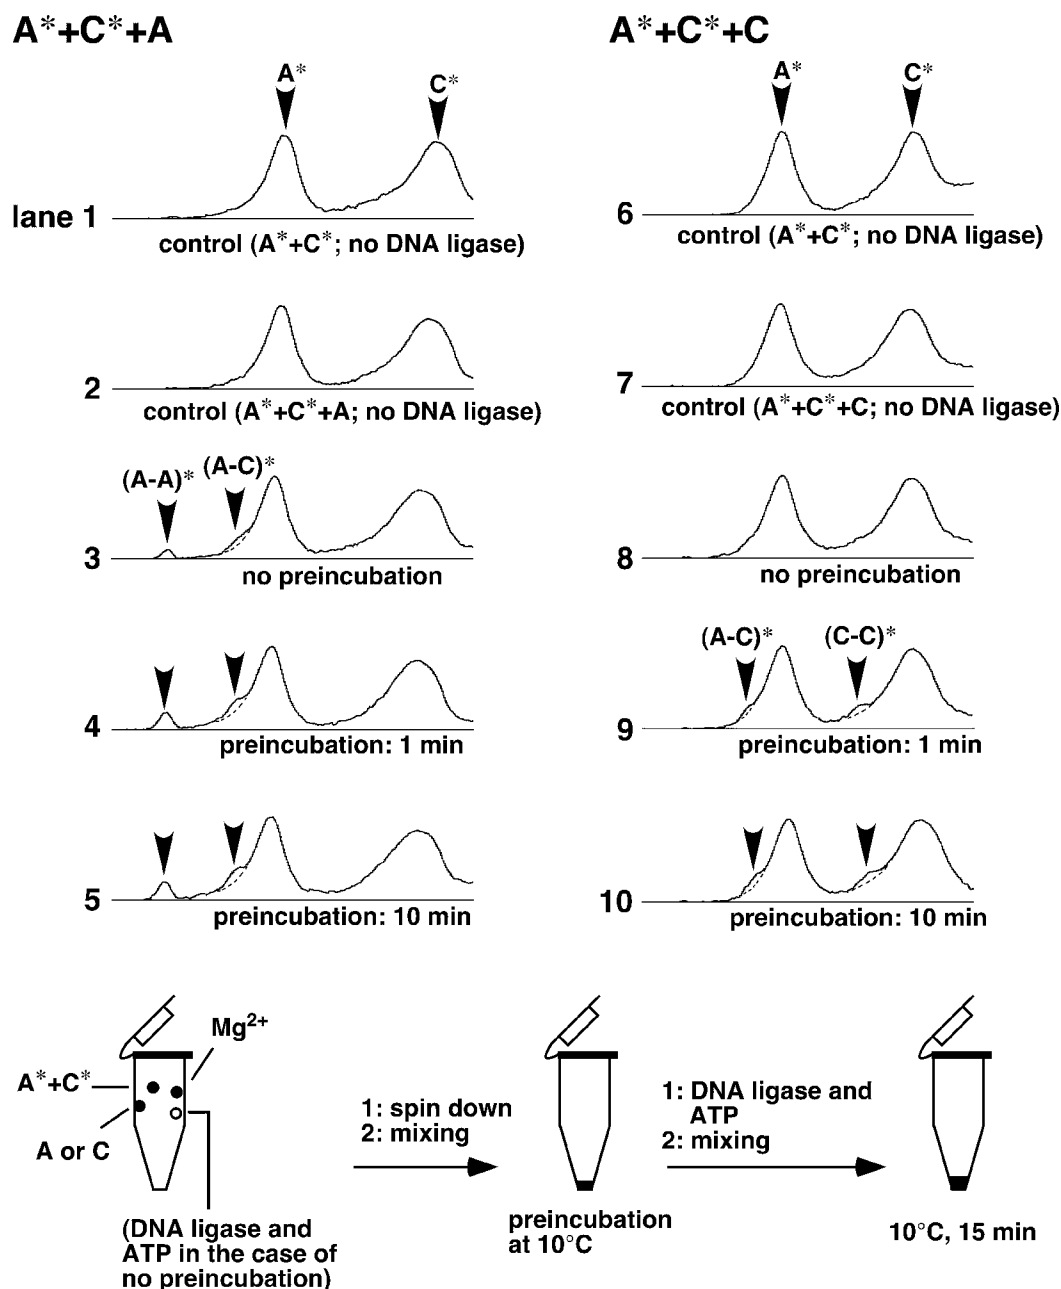 A*+C*+A
A*
C*
lane 1
control (A*+C*; no DNA ligase)
2
control (A*+C*+A; no DNA ligase)
(A-A)*
(A-C)*
3
no preincubation
4
preincubation: 1 min
5
preincubation: 10 min
A*+C*+C
A*
C*
6
control (A*+C*; no DNA ligase)
7
control (A*+C*+C; no DNA ligase)
8
no preincubation
(A-C)*
(C-C)*
9
preincubation: 1 min
10
preincubation: 10 min
Mg2+
A*+C*
A or C
(DNA ligase and
ATP in the case of
no preincubation)
1: spin down
2: mixing
preincubation
at 10°C
1: DNA ligase and
ATP
2: mixing
10°C, 15 min